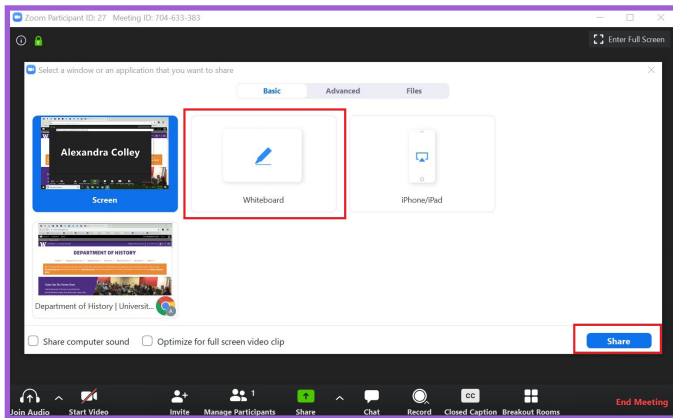 Zoom Participant ID: 27 Meeting ID: 704-633-383
Enter Full Screen
Select a window or an application that you want to share
Basic Advanced Files
Alexandra Colley
Screen Whiteboard iPhone/iPad
W
DEPARTMENT OF HISTORY
Department of History | Universit...
Share computer sound Optimize for full screen video clip Share
1
CC
Join Audio Start Video Invite Manage Participants Share Chat Record Closed Caption Breakout Rooms End Meeting